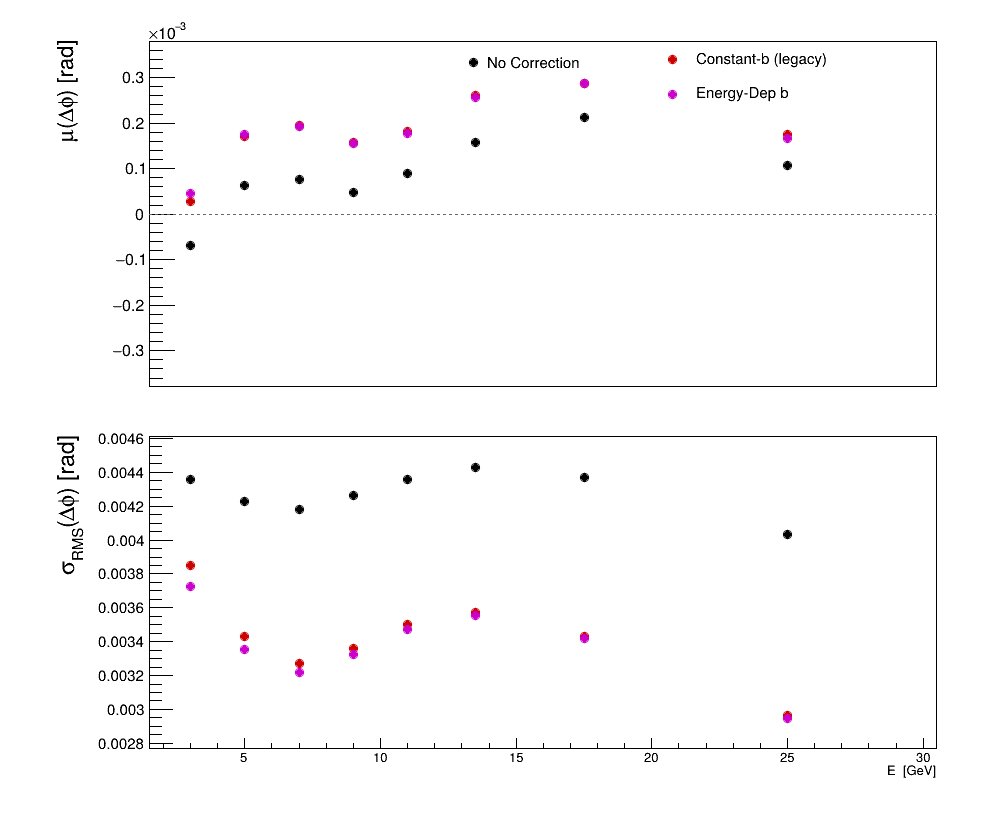 ×10⁻³
μ(Δϕ) [rad]
No Correction
Constant-b (legacy)
Energy-Dep b
0.3
0.2
0.1
0
−0.1
−0.2
−0.3
σRMS(Δϕ) [rad]
0.0046
0.0044
0.0042
0.004
0.0038
0.0036
0.0034
0.0032
0.003
0.0028
5 10 15 20 25 30
E [GeV]